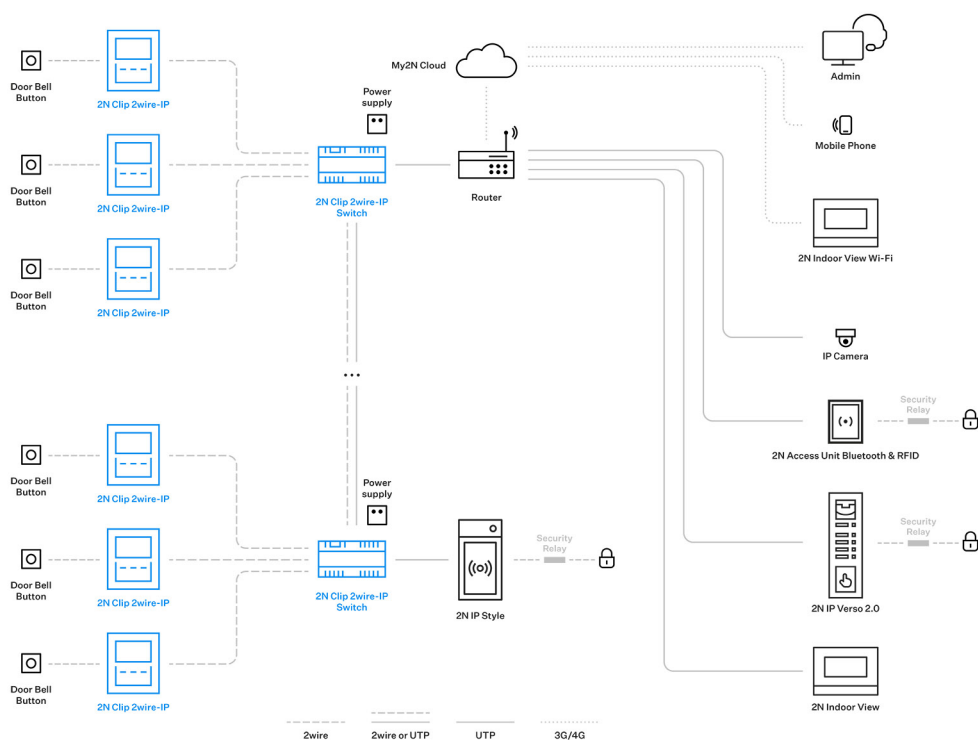 Door Bell
Button
2N Clip 2wire-IP
Door Bell
Button
2N Clip 2wire-IP
Door Bell
Button
2N Clip 2wire-IP
Power
supply
2N Clip 2wire-IP
Switch
My2N Cloud
Router
Admin
Mobile Phone
2N Indoor View Wi-Fi
IP Camera
Security
Relay
2N Access Unit Bluetooth & RFID
Security
Relay
2N IP Verso 2.0
2N Indoor View
Door Bell
Button
2N Clip 2wire-IP
Door Bell
Button
2N Clip 2wire-IP
Door Bell
Button
2N Clip 2wire-IP
Power
supply
2N Clip 2wire-IP
Switch
2N IP Style
Security
Relay
2wire
2wire or UTP
UTP
3G/4G